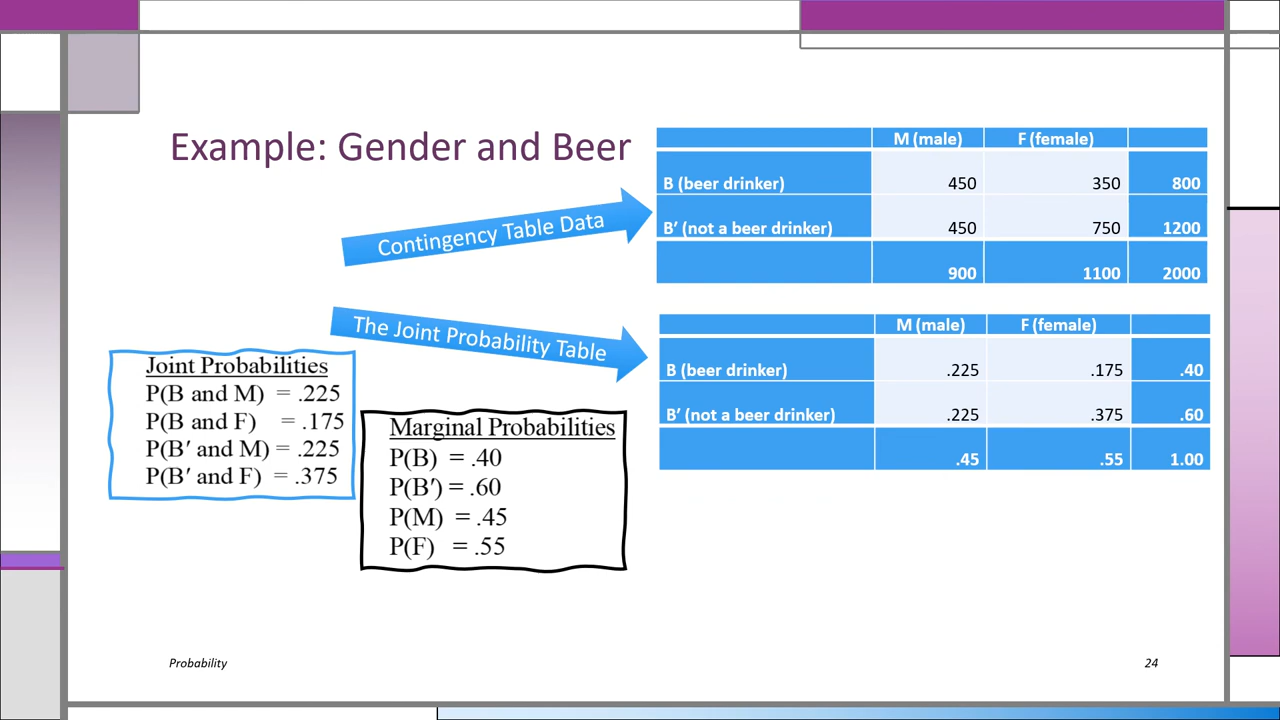 Example: Gender and Beer
M (male) F (female)
B (beer drinker) 450 350 800
B′ (not a beer drinker) 450 750 1200
900 1100 2000
Contingency Table Data
The Joint Probability Table
M (male) F (female)
B (beer drinker) .225 .175 .40
B′ (not a beer drinker) .225 .375 .60
.45 .55 1.00
Joint Probabilities
P(B and M) = .225
P(B and F) = .175
P(B′ and M) = .225
P(B′ and F) = .375
Marginal Probabilities
P(B) = .40
P(B′) = .60
P(M) = .45
P(F) = .55
Probability 24